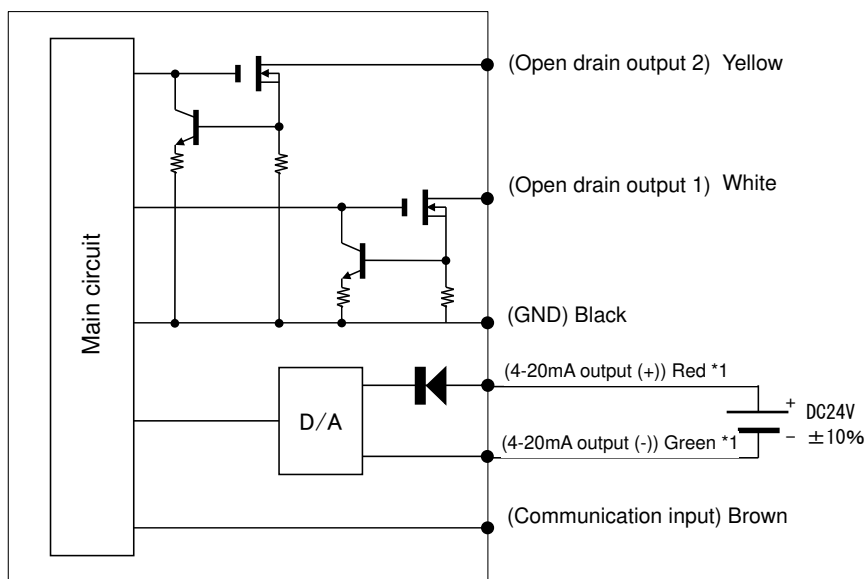 (Open drain output 2) Yellow
(Open drain output 1) White
Main circuit
(GND) Black
(4-20mA output (+)) Red *1
D/A
+ DC24V
− ±10%
(4-20mA output (-)) Green *1
(Communication input) Brown